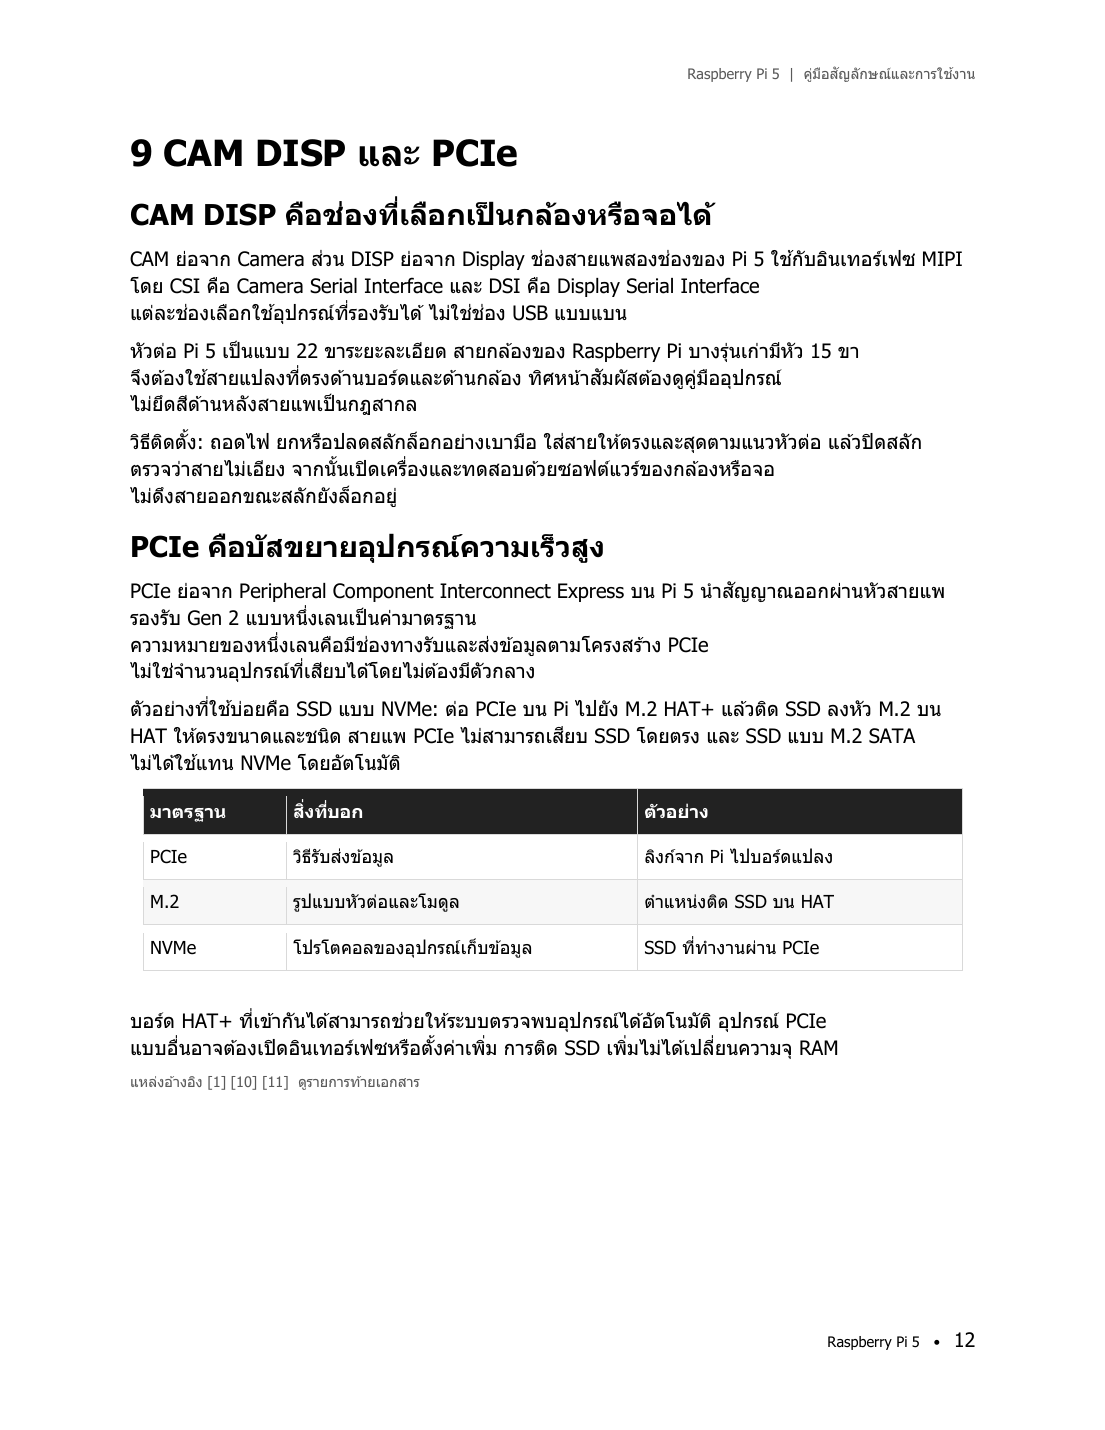 Raspberry Pi 5 | คู่มือสัญลักษณ์และการใช้งาน
9 CAM DISP และ PCIe
CAM DISP คือช่องที่เลือกเป็นกล้องหรือจอได้
CAM ย่อจาก Camera ส่วน DISP ย่อจาก Display ช่องสายแพสองช่องของ Pi 5 ใช้กับอินเทอร์เฟซ MIPI
โดย CSI คือ Camera Serial Interface และ DSI คือ Display Serial Interface
แต่ละช่องเลือกใช้อุปกรณ์ที่รองรับได้ ไม่ใช่ช่อง USB แบบแบน
หัวต่อ Pi 5 เป็นแบบ 22 ขาระยะละเอียด สายกล้องของ Raspberry Pi บางรุ่นเก่ามีหัว 15 ขา
จึงต้องใช้สายแปลงที่ตรงด้านบอร์ดและด้านกล้อง ทิศหน้าสัมผัสต้องดูคู่มืออุปกรณ์
ไม่ยึดสีด้านหลังสายแพเป็นกฎสากล
วิธีติดตั้ง: ถอดไฟ ยกหรือปลดสลักล็อกอย่างเบามือ ใส่สายให้ตรงและสุดตามแนวหัวต่อ แล้วปิดสลัก
ตรวจว่าสายไม่เอียง จากนั้นเปิดเครื่องและทดสอบด้วยซอฟต์แวร์ของกล้องหรือจอ
ไม่ดึงสายออกขณะสลักยังล็อกอยู่
PCIe คือบัสขยายอุปกรณ์ความเร็วสูง
PCIe ย่อจาก Peripheral Component Interconnect Express บน Pi 5 นำสัญญาณออกผ่านหัวสายแพ
รองรับ Gen 2 แบบหนึ่งเลนเป็นค่ามาตรฐาน
ความหมายของหนึ่งเลนคือมีช่องทางรับและส่งข้อมูลตามโครงสร้าง PCIe
ไม่ใช่จำนวนอุปกรณ์ที่เสียบได้โดยไม่ต้องมีตัวกลาง
ตัวอย่างที่ใช้บ่อยคือ SSD แบบ NVMe: ต่อ PCIe บน Pi ไปยัง M.2 HAT+ แล้วติด SSD ลงหัว M.2 บน
HAT ให้ตรงขนาดและชนิด สายแพ PCIe ไม่สามารถเสียบ SSD โดยตรง และ SSD แบบ M.2 SATA
ไม่ได้ใช้แทน NVMe โดยอัตโนมัติ
มาตรฐาน สิ่งที่บอก ตัวอย่าง
PCIe วิธีรับส่งข้อมูล ลิงก์จาก Pi ไปบอร์ดแปลง
M.2 รูปแบบหัวต่อและโมดูล ตำแหน่งติด SSD บน HAT
NVMe โปรโตคอลของอุปกรณ์เก็บข้อมูล SSD ที่ทำงานผ่าน PCIe
บอร์ด HAT+ ที่เข้ากันได้สามารถช่วยให้ระบบตรวจพบอุปกรณ์ได้อัตโนมัติ อุปกรณ์ PCIe
แบบอื่นอาจต้องเปิดอินเทอร์เฟซหรือตั้งค่าเพิ่ม การติด SSD เพิ่มไม่ได้เปลี่ยนความจุ RAM
แหล่งอ้างอิง [1] [10] [11] ดูรายการท้ายเอกสาร
Raspberry Pi 5 • 12